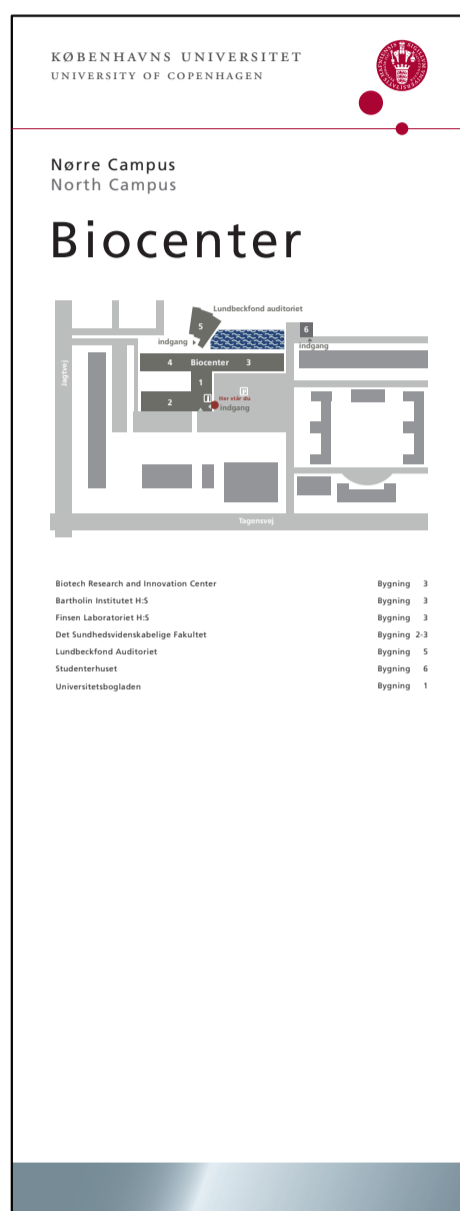 KØBENHAVNS UNIVERSITET
UNIVERSITY OF COPENHAGEN
Nørre Campus
North Campus
Biocenter
Lundbeckfond auditoriet
5
6
indgang
indgang
Jagtvej
4 Biocenter 3
1
2
i
P
Her står du
indgang
Tagensvej
Biotech Research and Innovation Center Bygning 3
Bartholin Institutet H:S Bygning 3
Finsen Laboratoriet H:S Bygning 3
Det Sundhedsvidenskabelige Fakultet Bygning 2-3
Lundbeckfond Auditoriet Bygning 5
Studenterhuset Bygning 6
Universitetsbogladen Bygning 1